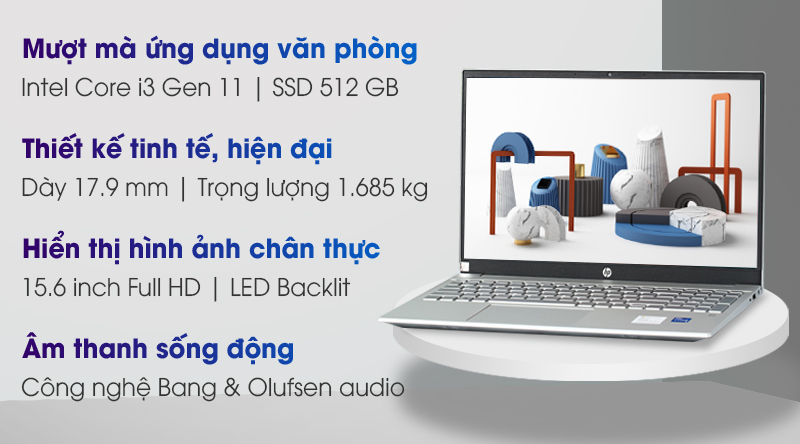 Mượt mà ứng dụng văn phòng
Intel Core i3 Gen 11 | SSD 512 GB
Thiết kế tinh tế, hiện đại
Dày 17.9 mm | Trọng lượng 1.685 kg
Hiển thị hình ảnh chân thực
15.6 inch Full HD | LED Backlit
Âm thanh sống động
Công nghệ Bang & Olufsen audio
hp